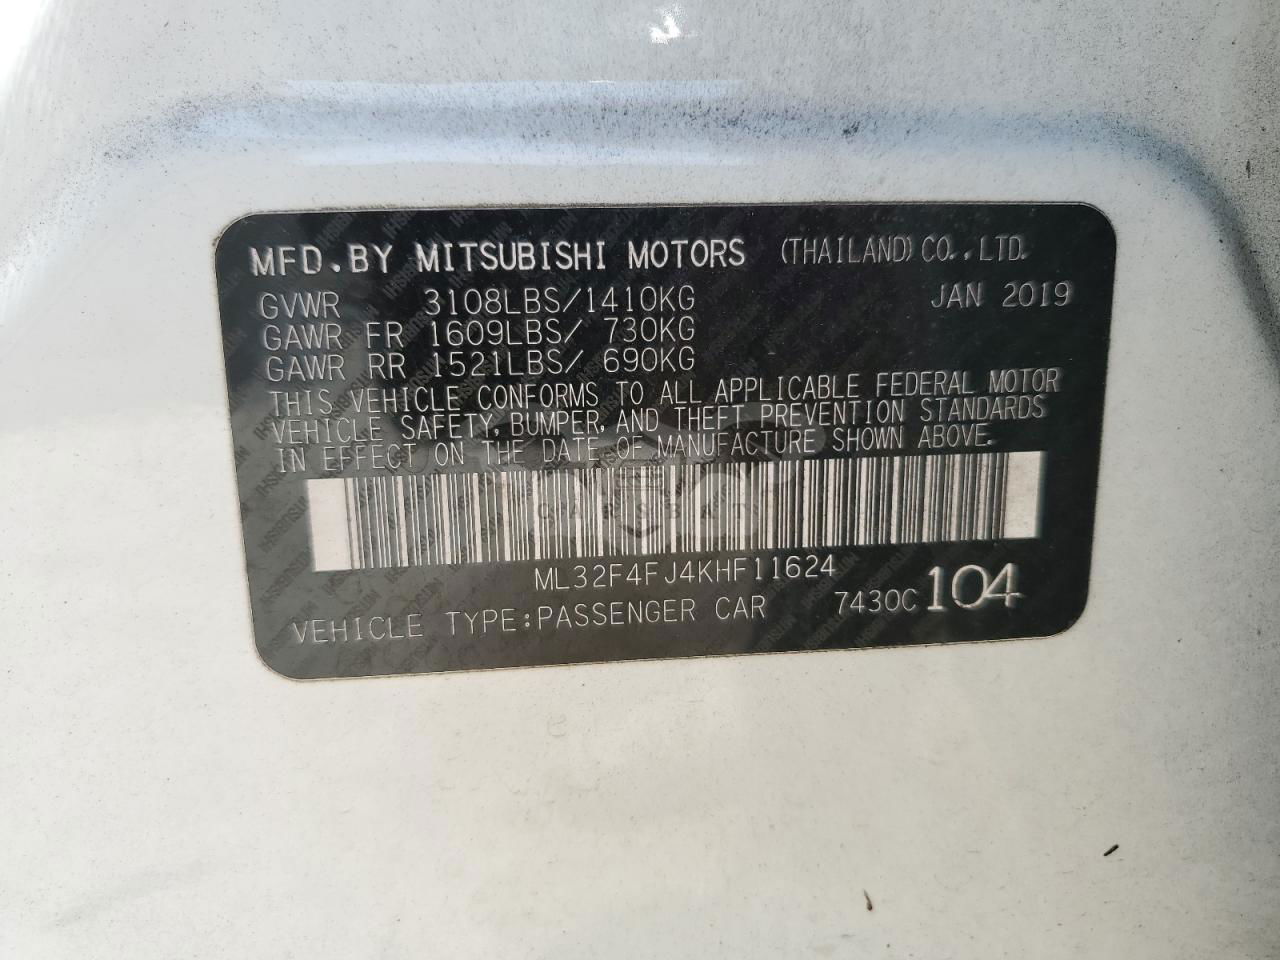 MFD.BY MITSUBISHI MOTORS (THAILAND) CO.,LTD.
GVWR 3108LBS/1410KG JAN 2019
GAWR FR 1609LBS/ 730KG
GAWR RR 1521LBS/ 690KG
THIS VEHICLE CONFORMS TO ALL APPLICABLE FEDERAL MOTOR
VEHICLE SAFETY, BUMPER, AND THEFT PREVENTION STANDARDS
IN EFFECT ON THE DATE OF MANUFACTURE SHOWN ABOVE.
ML32F4FJ4KHF11624
VEHICLE TYPE:PASSENGER CAR 7430C 104